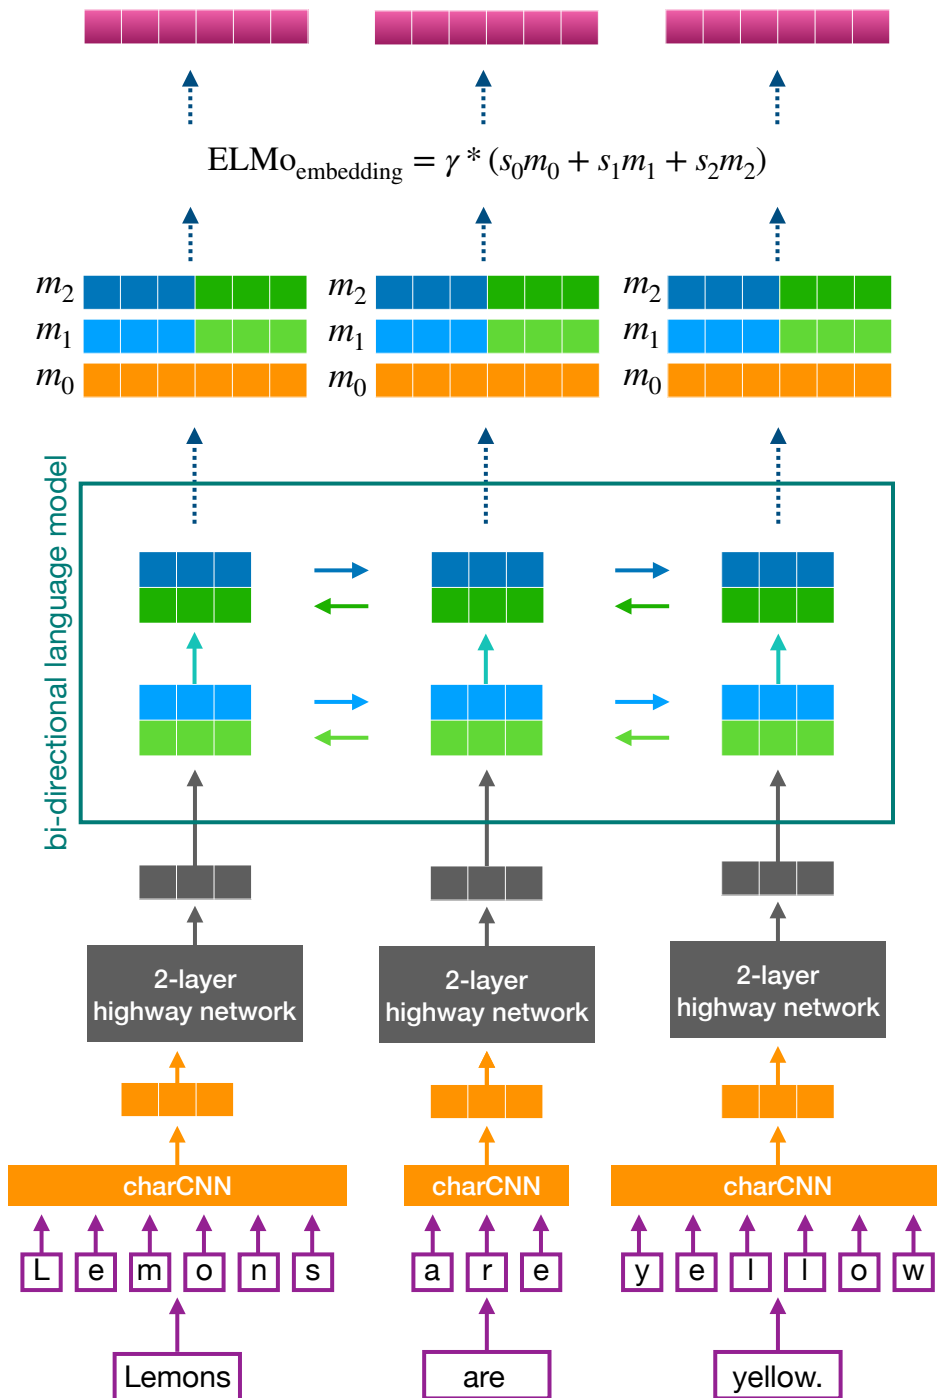 ELMo_embedding = γ * (s_0m_0 + s_1m_1 + s_2m_2)
m_2 m_2 m_2
m_1 m_1 m_1
m_0 m_0 m_0
bi-directional language model
2-layer
highway network
2-layer
highway network
2-layer
highway network
charCNN charCNN charCNN
L e m o n s a r e y e l l o w
Lemons are yellow.